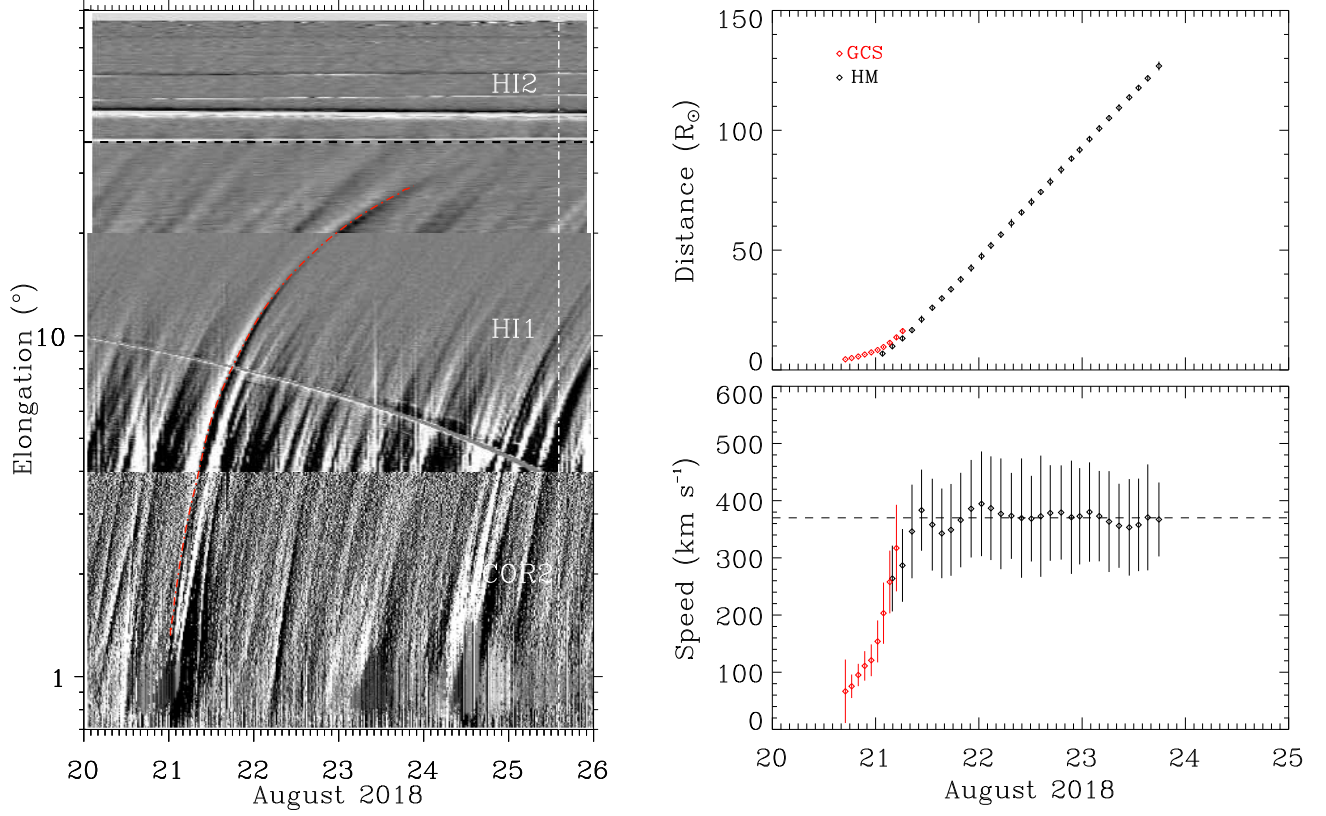 HI2
HI1
COR2
10
1
Elongation (°)
20 21 22 23 24 25 26
August 2018
150
100
50
0
Distance (R☉)
GCS
HM
600
500
400
300
200
100
0
Speed (km s⁻¹)
20 21 22 23 24 25
August 2018